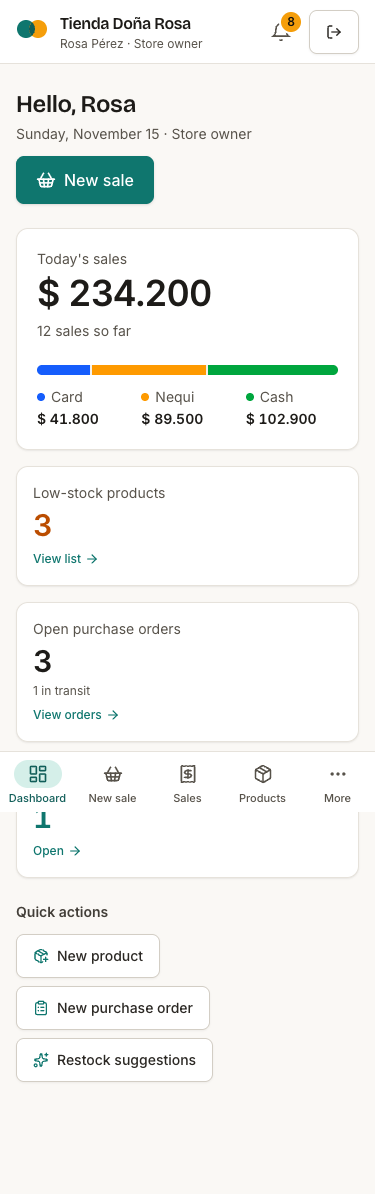 Tienda Doña Rosa
Rosa Pérez · Store owner
8
Hello, Rosa
Sunday, November 15 · Store owner
New sale
Today's sales
$ 234.200
12 sales so far
Card
Nequi
Cash
$ 41.800
$ 89.500
$ 102.900
Low-stock products
3
View list →
Open purchase orders
3
1 in transit
View orders →
Dashboard
New sale
Sales
Products
More
1
Open →
Quick actions
New product
New purchase order
Restock suggestions